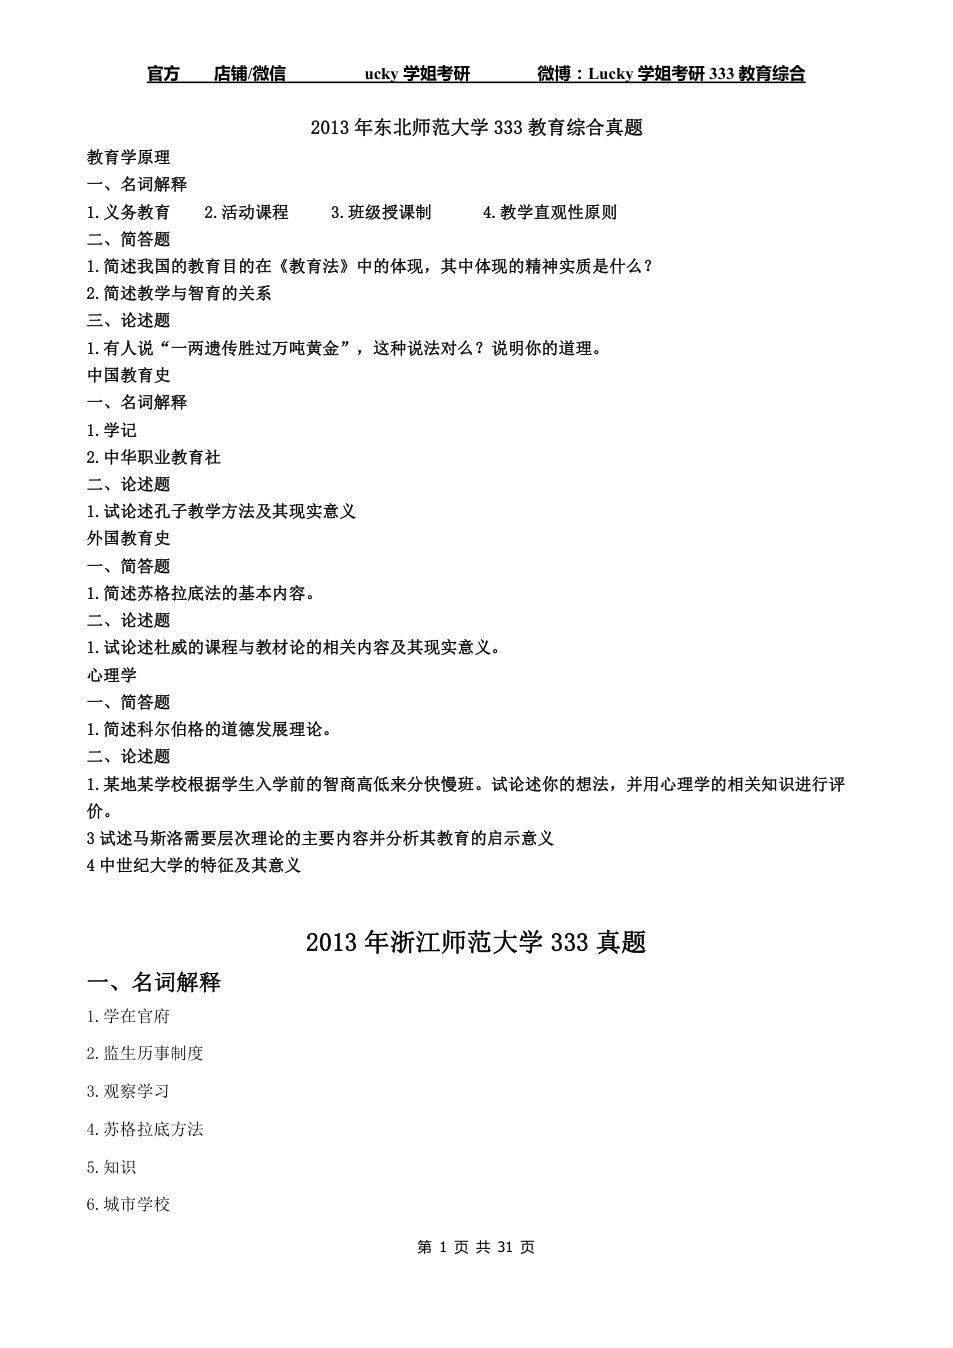 官方 店铺/微信 ucky 学姐考研 微博：Lucky 学姐考研 333 教育综合
2013 年东北师范大学 333 教育综合真题
教育学原理
一、名词解释
1.义务教育 2.活动课程 3.班级授课制 4.教学直观性原则
二、简答题
1.简述我国的教育目的在《教育法》中的体现，其中体现的精神实质是什么？
2.简述教学与智育的关系
三、论述题
1.有人说“一两遗传胜过万吨黄金”，这种说法对么？说明你的道理。
中国教育史
一、名词解释
1.学记
2.中华职业教育社
二、论述题
1.试论述孔子教学方法及其现实意义
外国教育史
一、简答题
1.简述苏格拉底法的基本内容。
二、论述题
1.试论述杜威的课程与教材论的相关内容及其现实意义。
心理学
一、简答题
1.简述科尔伯格的道德发展理论。
二、论述题
1.某地某学校根据学生入学前的智商高低来分快慢班。试论述你的想法，并用心理学的相关知识进行评
价。
3 试述马斯洛需要层次理论的主要内容并分析其教育的启示意义
4 中世纪大学的特征及其意义
2013 年浙江师范大学 333 真题
一、名词解释
1.学在官府
2.监生历事制度
3.观察学习
4.苏格拉底方法
5.知识
6.城市学校
第 1 页 共 31 页